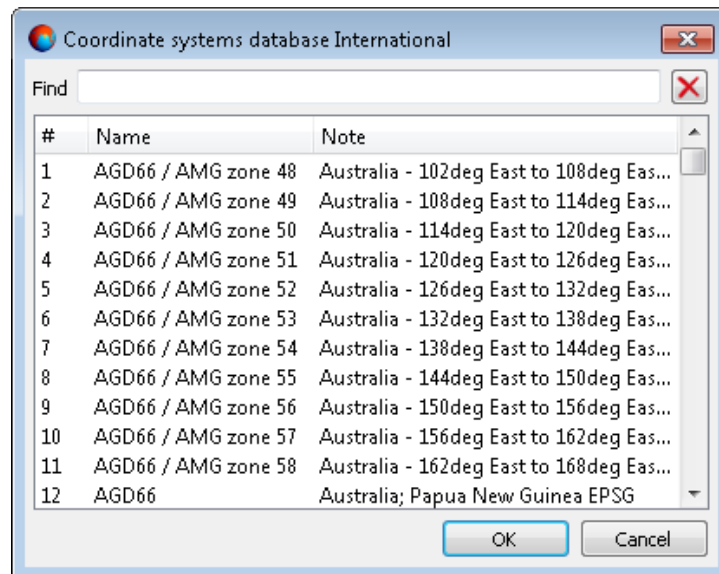 Coordinate systems database International
Find
# Name Note
1 AGD66 / AMG zone 48 Australia - 102deg East to 108deg Eas...
2 AGD66 / AMG zone 49 Australia - 108deg East to 114deg Eas...
3 AGD66 / AMG zone 50 Australia - 114deg East to 120deg Eas...
4 AGD66 / AMG zone 51 Australia - 120deg East to 126deg Eas...
5 AGD66 / AMG zone 52 Australia - 126deg East to 132deg Eas...
6 AGD66 / AMG zone 53 Australia - 132deg East to 138deg Eas...
7 AGD66 / AMG zone 54 Australia - 138deg East to 144deg Eas...
8 AGD66 / AMG zone 55 Australia - 144deg East to 150deg Eas...
9 AGD66 / AMG zone 56 Australia - 150deg East to 156deg Eas...
10 AGD66 / AMG zone 57 Australia - 156deg East to 162deg Eas...
11 AGD66 / AMG zone 58 Australia - 162deg East to 168deg Eas...
12 AGD66 Australia; Papua New Guinea EPSG
OK Cancel